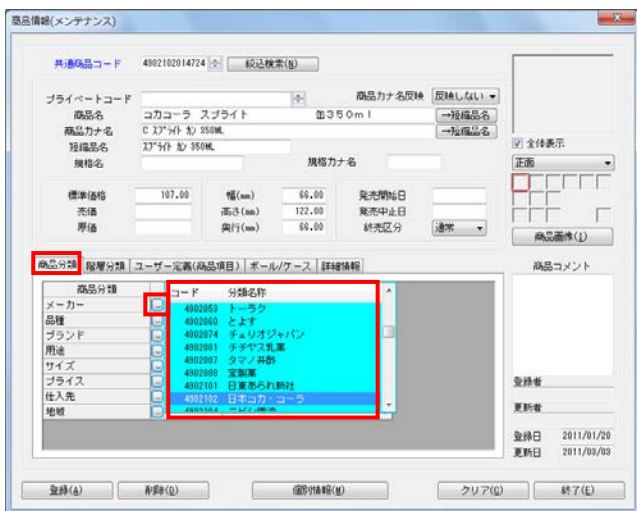 商品情報(メンテナンス)
共通商品コード 4902102014724 絞込検索(N)
プライベートコード 商品カナ名反映 反映しない
商品名 コカコーラ スプライト 缶350ml →短縮品名
商品カナ名 C スプライト カン 350ML →短縮品名
短縮品名 スプライト カン 350ML
規格名 規格カナ名
全体表示
正面
標準価格 107.00 幅(mm) 66.00 発売開始日
売価 高さ(mm) 122.00 発売中止日
原価 奥行(mm) 66.00 終売区分 通常
商品画像(I)
商品分類 階層分類 ユーザー定義(商品項目) ボール/ケース 詳細情報
商品コメント
商品分類 コード 分類名称
メーカー
品種
ブランド
用途
サイズ
プライス
仕入先
地域
4902059 トーラク
4902060 とよす
4902074 チェリオジャパン
4902081 チチヤス乳業
4902087 タマノ井酢
4902088 宝製菓
4902101 日東あられ新社
4902102 日本コカ・コーラ
登録者
更新者
登録日 2011/01/20
更新日 2011/03/03
登録(A) 削除(D) 個別情報(M) クリア(C) 終了(E)